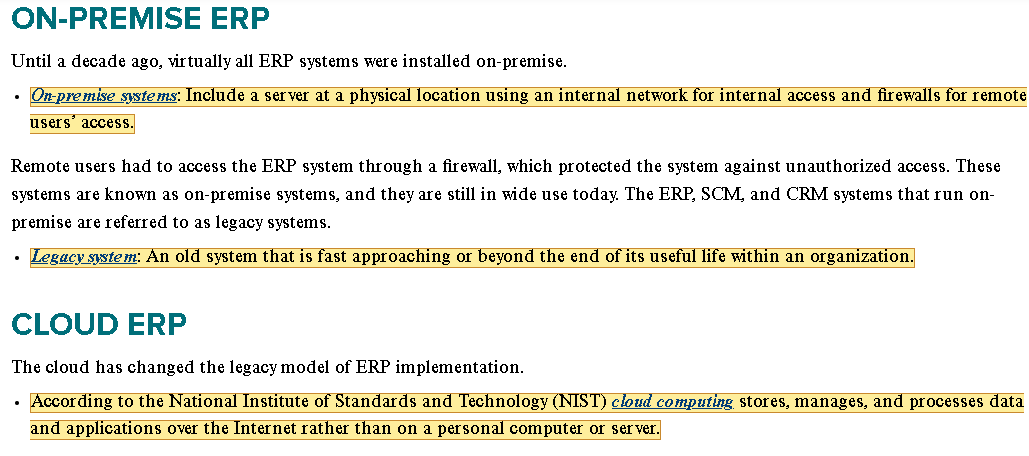 ON-PREMISE ERP
Until a decade ago, virtually all ERP systems were installed on-premise.
• On-premise systems: Include a server at a physical location using an internal network for internal access and firewalls for remote
users’ access.
Remote users had to access the ERP system through a firewall, which protected the system against unauthorized access. These
systems are known as on-premise systems, and they are still in wide use today. The ERP, SCM, and CRM systems that run on-
premise are referred to as legacy systems.
• Legacy system: An old system that is fast approaching or beyond the end of its useful life within an organization.
CLOUD ERP
The cloud has changed the legacy model of ERP implementation.
• According to the National Institute of Standards and Technology (NIST) cloud computing stores, manages, and processes data
and applications over the Internet rather than on a personal computer or server.